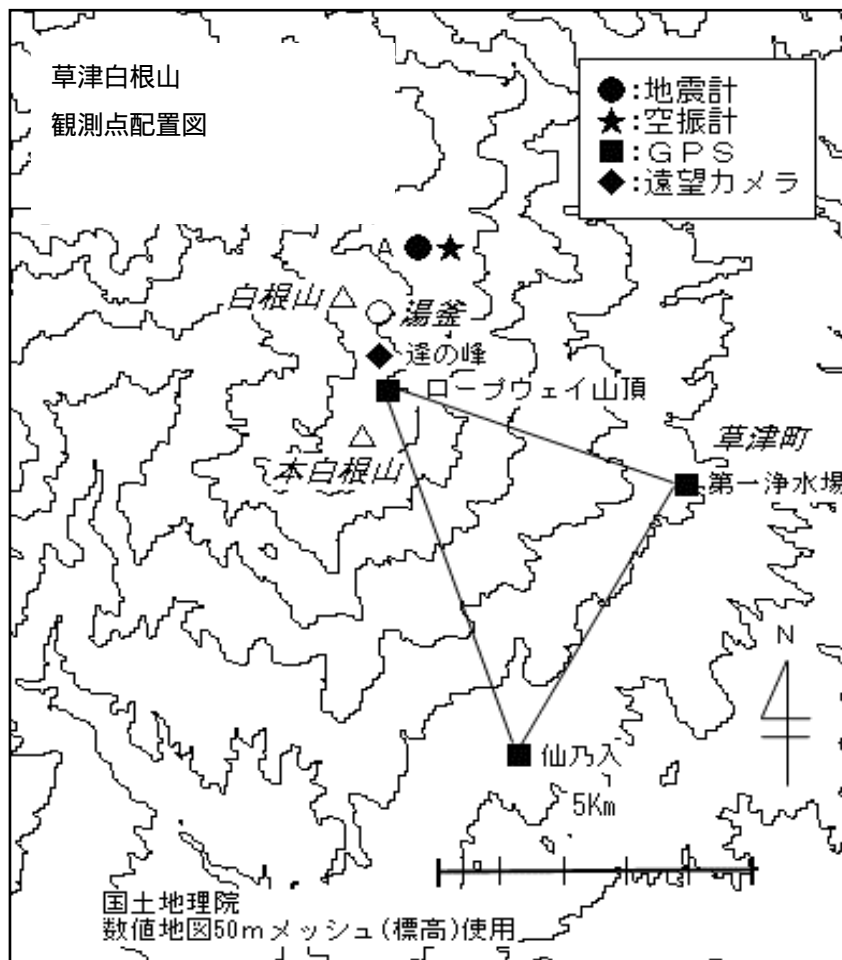 草津白根山
観測点配置図
●:地震計
★:空振計
■:GPS
◆:遠望カメラ
A
白根山
湯釜
逢の峰
ロープウェイ山頂
本白根山
草津町
第一浄水場
N
仙乃入
5Km
国土地理院
数値地図50mメッシュ(標高)使用